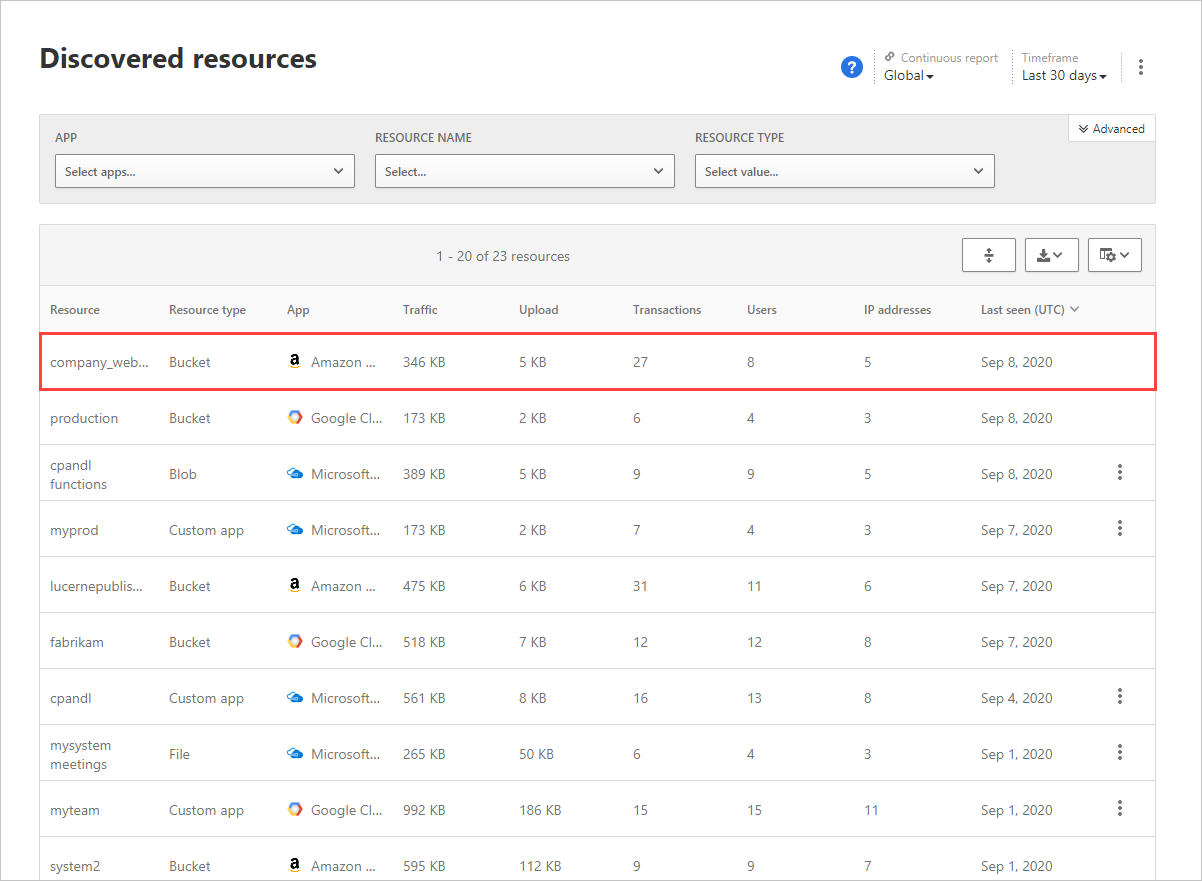 Discovered resources
?
Continuous report
Global
Timeframe
Last 30 days
Advanced
APP
RESOURCE NAME
RESOURCE TYPE
Select apps...
Select...
Select value...
1 - 20 of 23 resources
Resource Resource type App Traffic Upload Transactions Users IP addresses Last seen (UTC)
company_web... Bucket Amazon ... 346 KB 5 KB 27 8 5 Sep 8, 2020
production Bucket Google Cl... 173 KB 2 KB 6 4 3 Sep 8, 2020
cpandl
functions Blob Microsoft... 389 KB 5 KB 9 9 5 Sep 8, 2020
myprod Custom app Microsoft... 173 KB 2 KB 7 4 3 Sep 7, 2020
lucernepublis... Bucket Amazon ... 475 KB 6 KB 31 11 6 Sep 7, 2020
fabrikam Bucket Google Cl... 518 KB 7 KB 12 12 8 Sep 7, 2020
cpandl Custom app Microsoft... 561 KB 8 KB 16 13 8 Sep 4, 2020
mysystem
meetings File Microsoft... 265 KB 50 KB 6 4 3 Sep 1, 2020
myteam Custom app Google Cl... 992 KB 186 KB 15 15 11 Sep 1, 2020
system2 Bucket Amazon ... 595 KB 112 KB 9 9 7 Sep 1, 2020